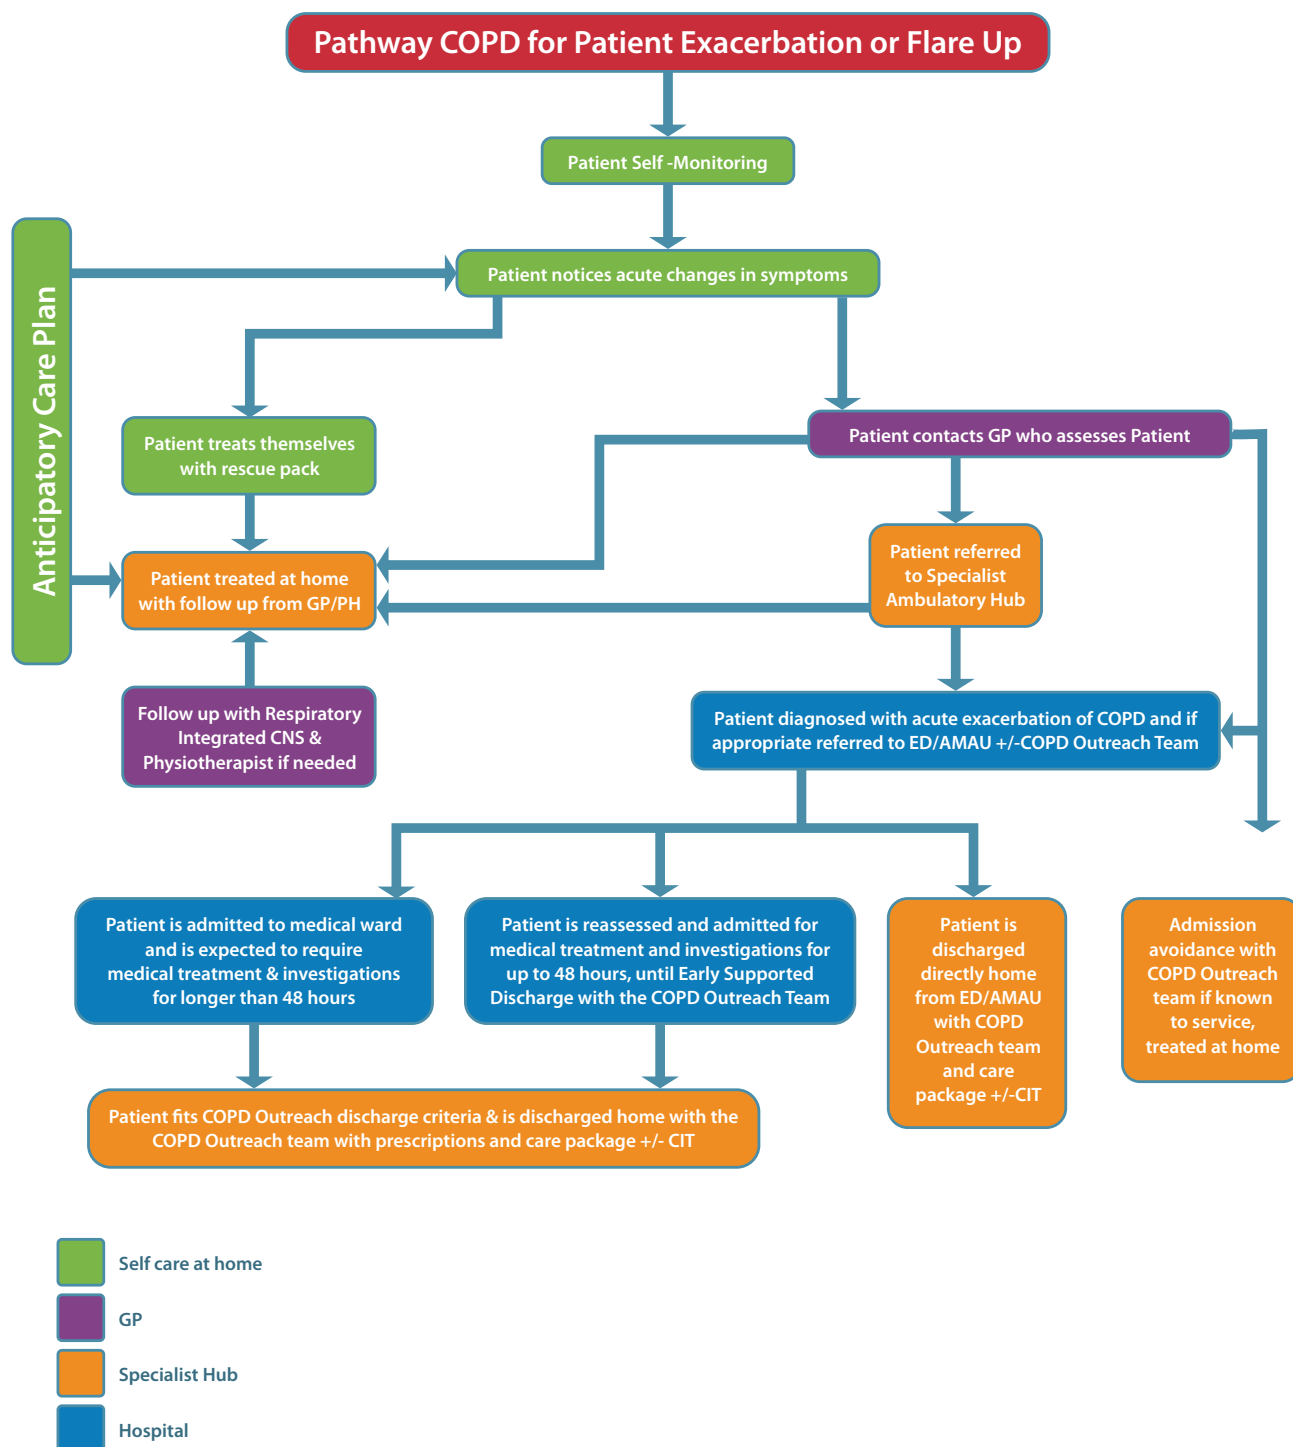 Pathway COPD for Patient Exacerbation or Flare Up
Patient Self -Monitoring
Patient notices acute changes in symptoms
Anticipatory Care Plan
Patient treats themselves
with rescue pack
Patient contacts GP who assesses Patient
Patient treated at home
with follow up from GP/PH
Patient referred
to Specialist
Ambulatory Hub
Follow up with Respiratory
Integrated CNS &
Physiotherapist if needed
Patient diagnosed with acute exacerbation of COPD and if
appropriate referred to ED/AMAU +/-COPD Outreach Team
Patient is admitted to medical ward
and is expected to require
medical treatment & investigations
for longer than 48 hours
Patient is reassessed and admitted for
medical treatment and investigations for
up to 48 hours, until Early Supported
Discharge with the COPD Outreach Team
Patient is
discharged
directly home
from ED/AMAU
with COPD
Outreach team
and care
package +/-CIT
Admission
avoidance with
COPD Outreach
team if known
to service,
treated at home
Patient fits COPD Outreach discharge criteria & is discharged home with the
COPD Outreach team with prescriptions and care package +/- CIT
Self care at home
GP
Specialist Hub
Hospital